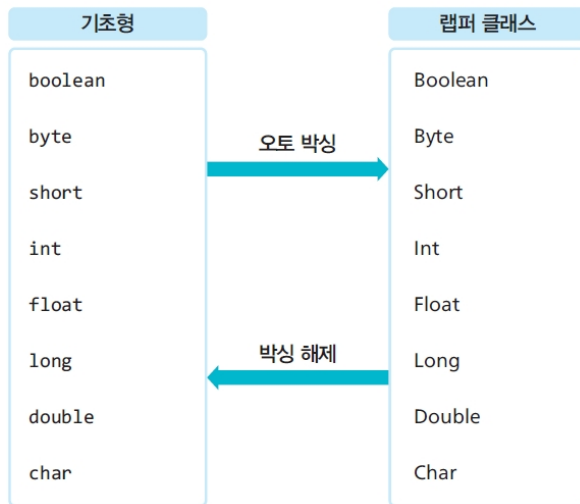 기초형
랩퍼 클래스
boolean
Boolean
byte
Byte
오토 박싱
short
Short
int
Int
float
Float
박싱 해제
long
Long
double
Double
char
Char